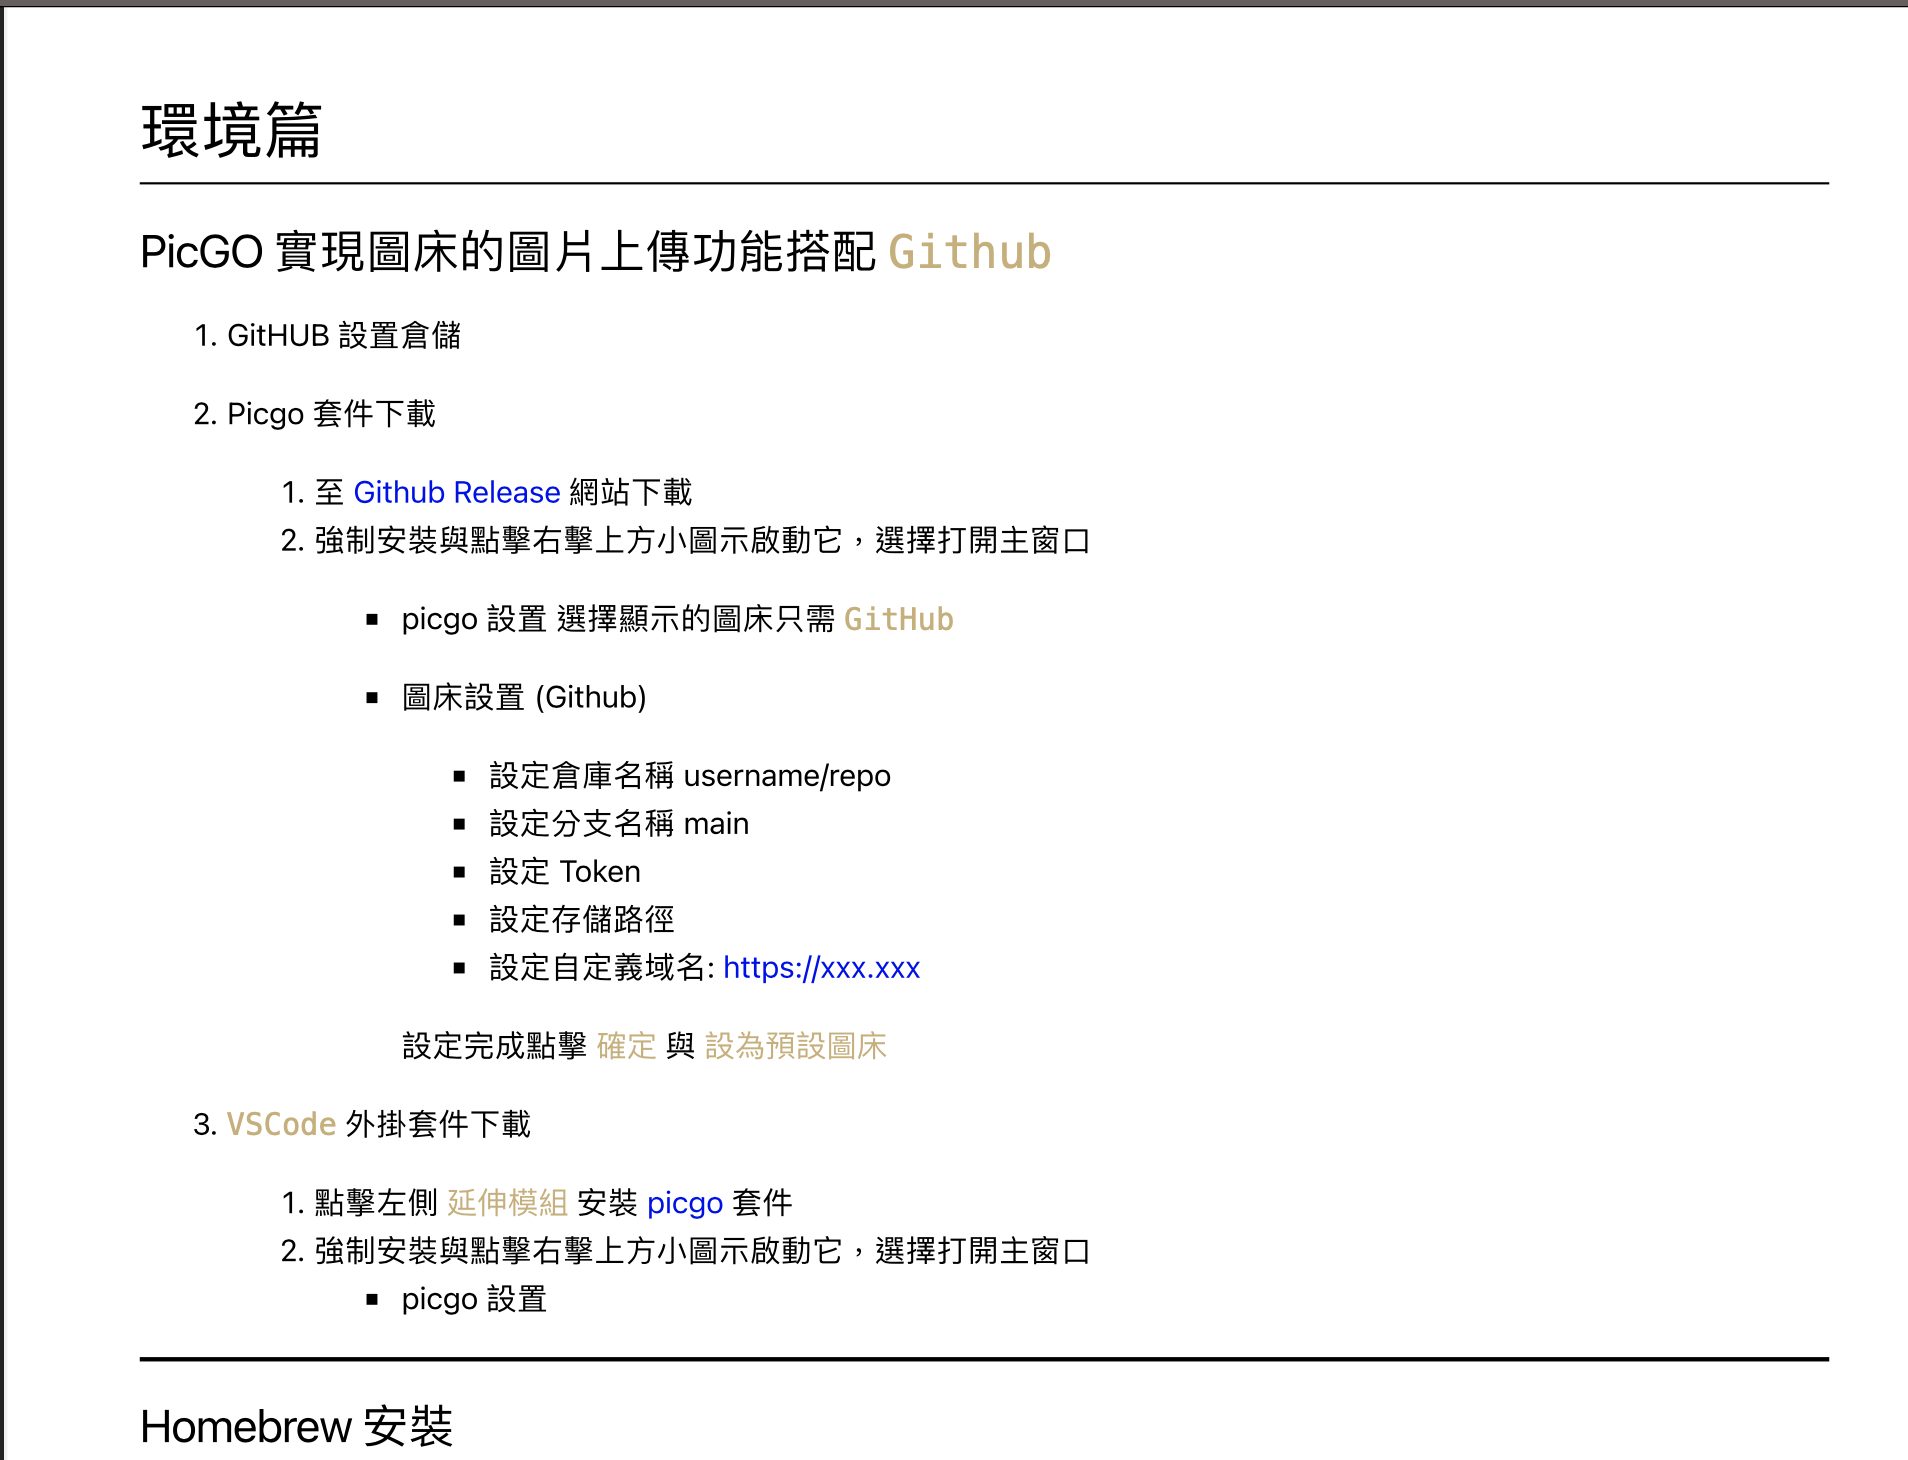 環境篇
PicGO 實現圖床的圖片上傳功能搭配 Github
1. GitHUB 設置倉儲
2. Picgo 套件下載
1. 至 Github Release 網站下載
2. 強制安裝與點擊右擊上方小圖示啟動它，選擇打開主窗口
▪ picgo 設置 選擇顯示的圖床只需 GitHub
▪ 圖床設置 (Github)
▪ 設定倉庫名稱 username/repo
▪ 設定分支名稱 main
▪ 設定 Token
▪ 設定存儲路徑
▪ 設定自定義域名: https://xxx.xxx
設定完成點擊 確定 與 設為預設圖床
3. VSCode 外掛套件下載
1. 點擊左側 延伸模組 安裝 picgo 套件
2. 強制安裝與點擊右擊上方小圖示啟動它，選擇打開主窗口
▪ picgo 設置
Homebrew 安裝